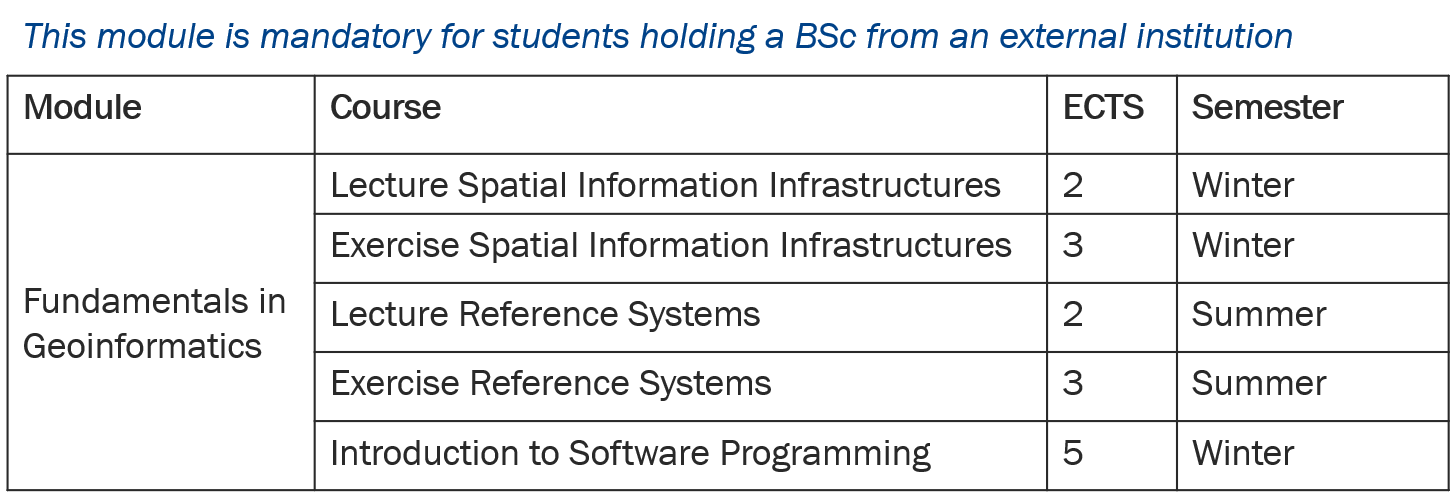 This module is mandatory for students holding a BSc from an external institution
Module Course ECTS Semester
Lecture Spatial Information Infrastructures 2 Winter
Exercise Spatial Information Infrastructures 3 Winter
Fundamentals in
Geoinformatics
Lecture Reference Systems 2 Summer
Exercise Reference Systems 3 Summer
Introduction to Software Programming 5 Winter